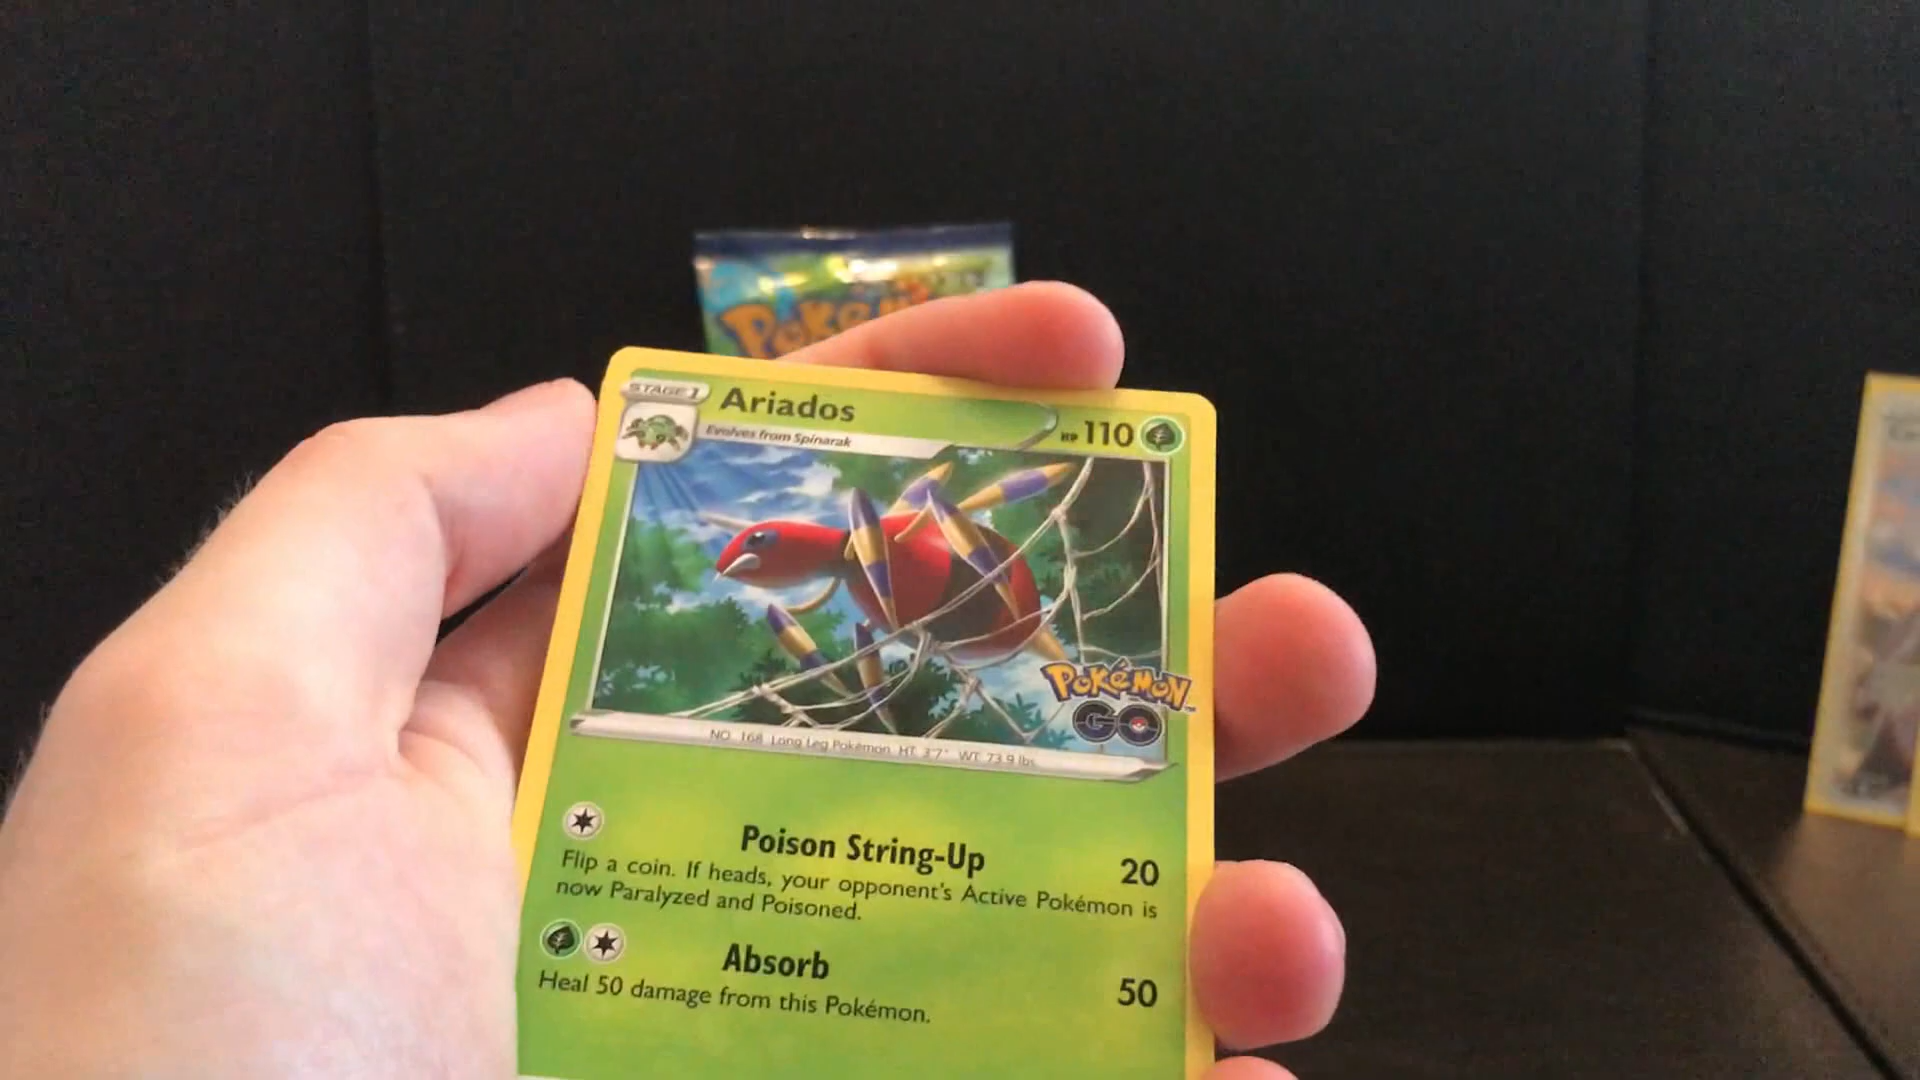 Poké
STAGE 1
Ariados
HP 110
Evolves from Spinarak
Pokémon
GO
NO. 168 Long Leg Pokémon HT: 3'7" WT: 73.9 lbs.
Poison String-Up 20
Flip a coin. If heads, your opponent's Active Pokémon is
now Paralyzed and Poisoned.
Absorb 50
Heal 50 damage from this Pokémon.